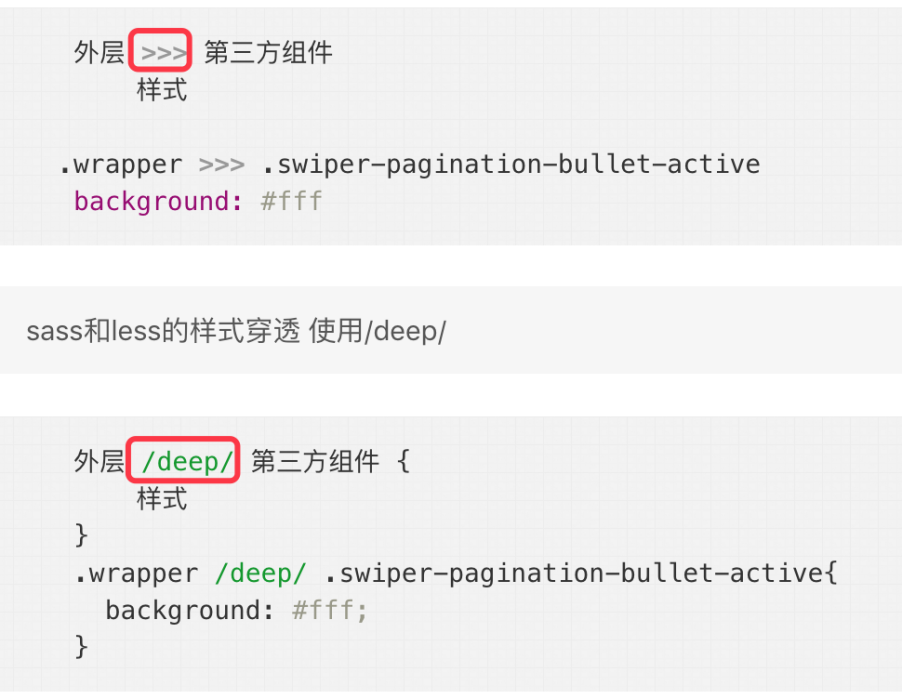 外层 >>> 第三方组件
样式
.wrapper >>> .swiper-pagination-bullet-active
background: #fff
sass和less的样式穿透 使用/deep/
外层 /deep/ 第三方组件 {
样式
}
.wrapper /deep/ .swiper-pagination-bullet-active{
background: #fff;
}